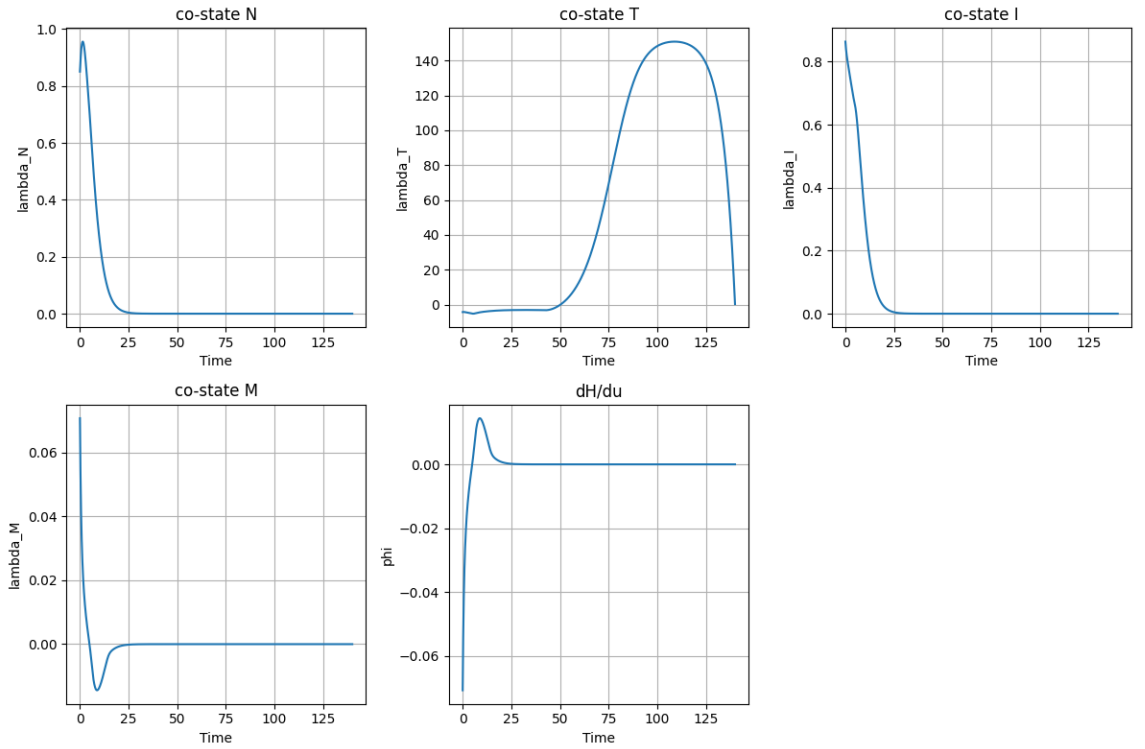 co-state N
lambda_N
1.0
0.8
0.6
0.4
0.2
0.0
0 25 50 75 100 125
Time
co-state T
lambda_T
140
120
100
80
60
40
20
0
0 25 50 75 100 125
Time
co-state I
lambda_I
0.8
0.6
0.4
0.2
0.0
0 25 50 75 100 125
Time
co-state M
lambda_M
0.06
0.04
0.02
0.00
0 25 50 75 100 125
Time
dH/du
phi
0.00
−0.02
−0.04
−0.06
0 25 50 75 100 125
Time